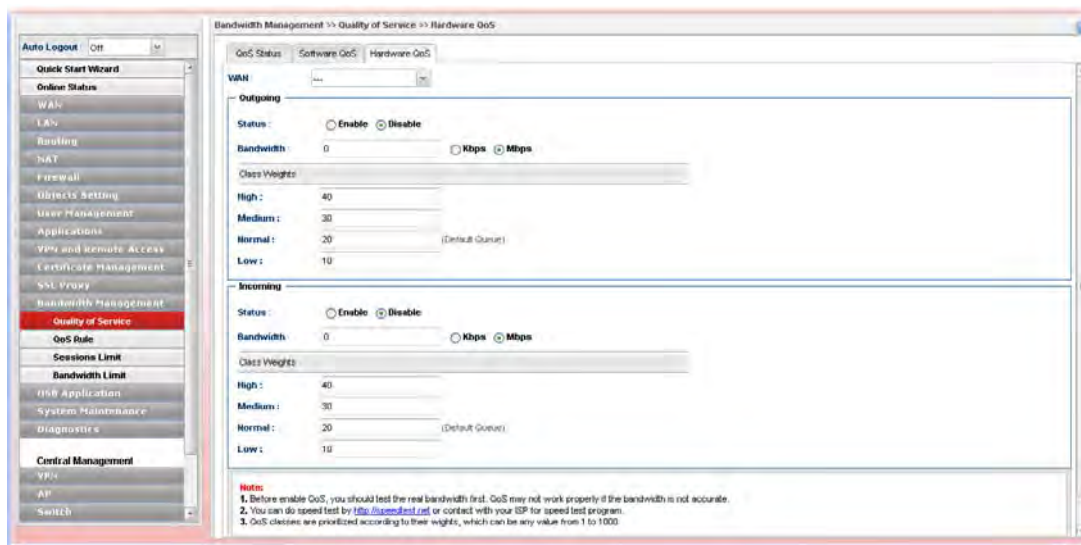 Bandwidth Management >> Quality of Service >> Hardware QoS
Auto Logout : Off
Quick Start Wizard
Online Status
WAN
LAN
Routing
NAT
Firewall
Objects Setting
User Management
Applications
VPN and Remote Access
Certificate Management
SSL Proxy
Bandwidth Management
Quality of Service
QoS Rule
Sessions Limit
Bandwidth Limit
USB Application
System Maintenance
Diagnostics
Central Management
VPN
AP
Switch
QoS Status Software QoS Hardware QoS
WAN ---
Outgoing
Status : Enable Disable
Bandwidth 0 Kbps Mbps
Class Weights
High : 40
Medium : 30
Normal : 20 (Default Queue)
Low : 10
Incoming
Status : Enable Disable
Bandwidth 0 Kbps Mbps
Class Weights
High : 40
Medium : 30
Normal : 20 (Default Queue)
Low : 10
Note:
1. Before enable QoS, you should test the real bandwidth first. QoS may not work properly if the bandwidth is not accurate.
2. You can do speed test by http://speedtest.net or contact with your ISP for speed test program.
3. QoS classes are prioritized according to their wights, which can be any value from 1 to 1000.